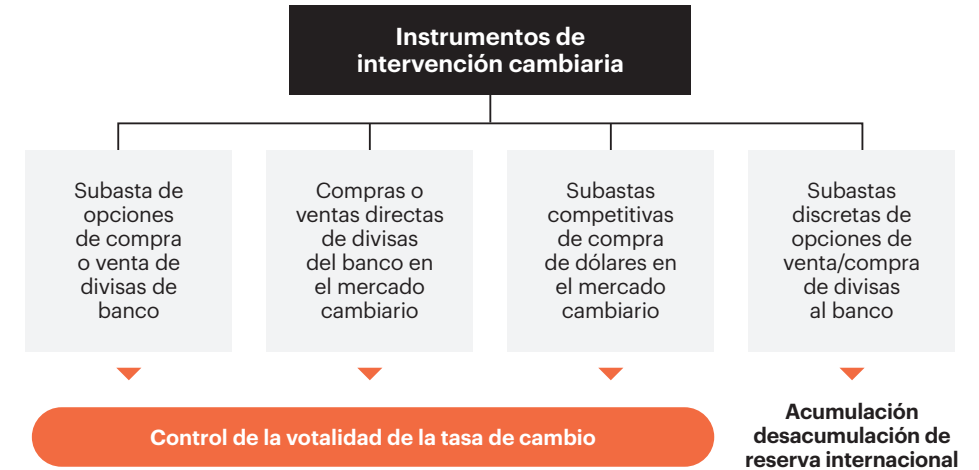 Instrumentos de
intervención cambiaria
Subasta de
opciones
de compra
o venta de
divisas de
banco
Compras o
ventas directas
de divisas
del banco en
el mercado
cambiario
Subastas
competitivas
de compra
de dólares en
el mercado
cambiario
Subastas
discretas de
opciones de
venta/compra
de divisas
al banco
Control de la votalidad de la tasa de cambio
Acumulación
desacumulación de
reserva internacional